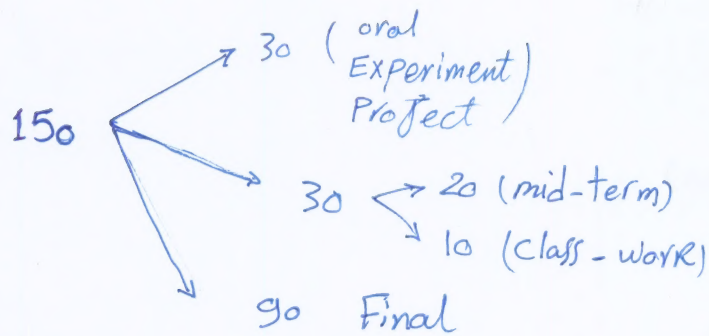 30 (oral
Experiment)
Project
150
30
20 (mid-term)
10 (Class-work)
90 Final